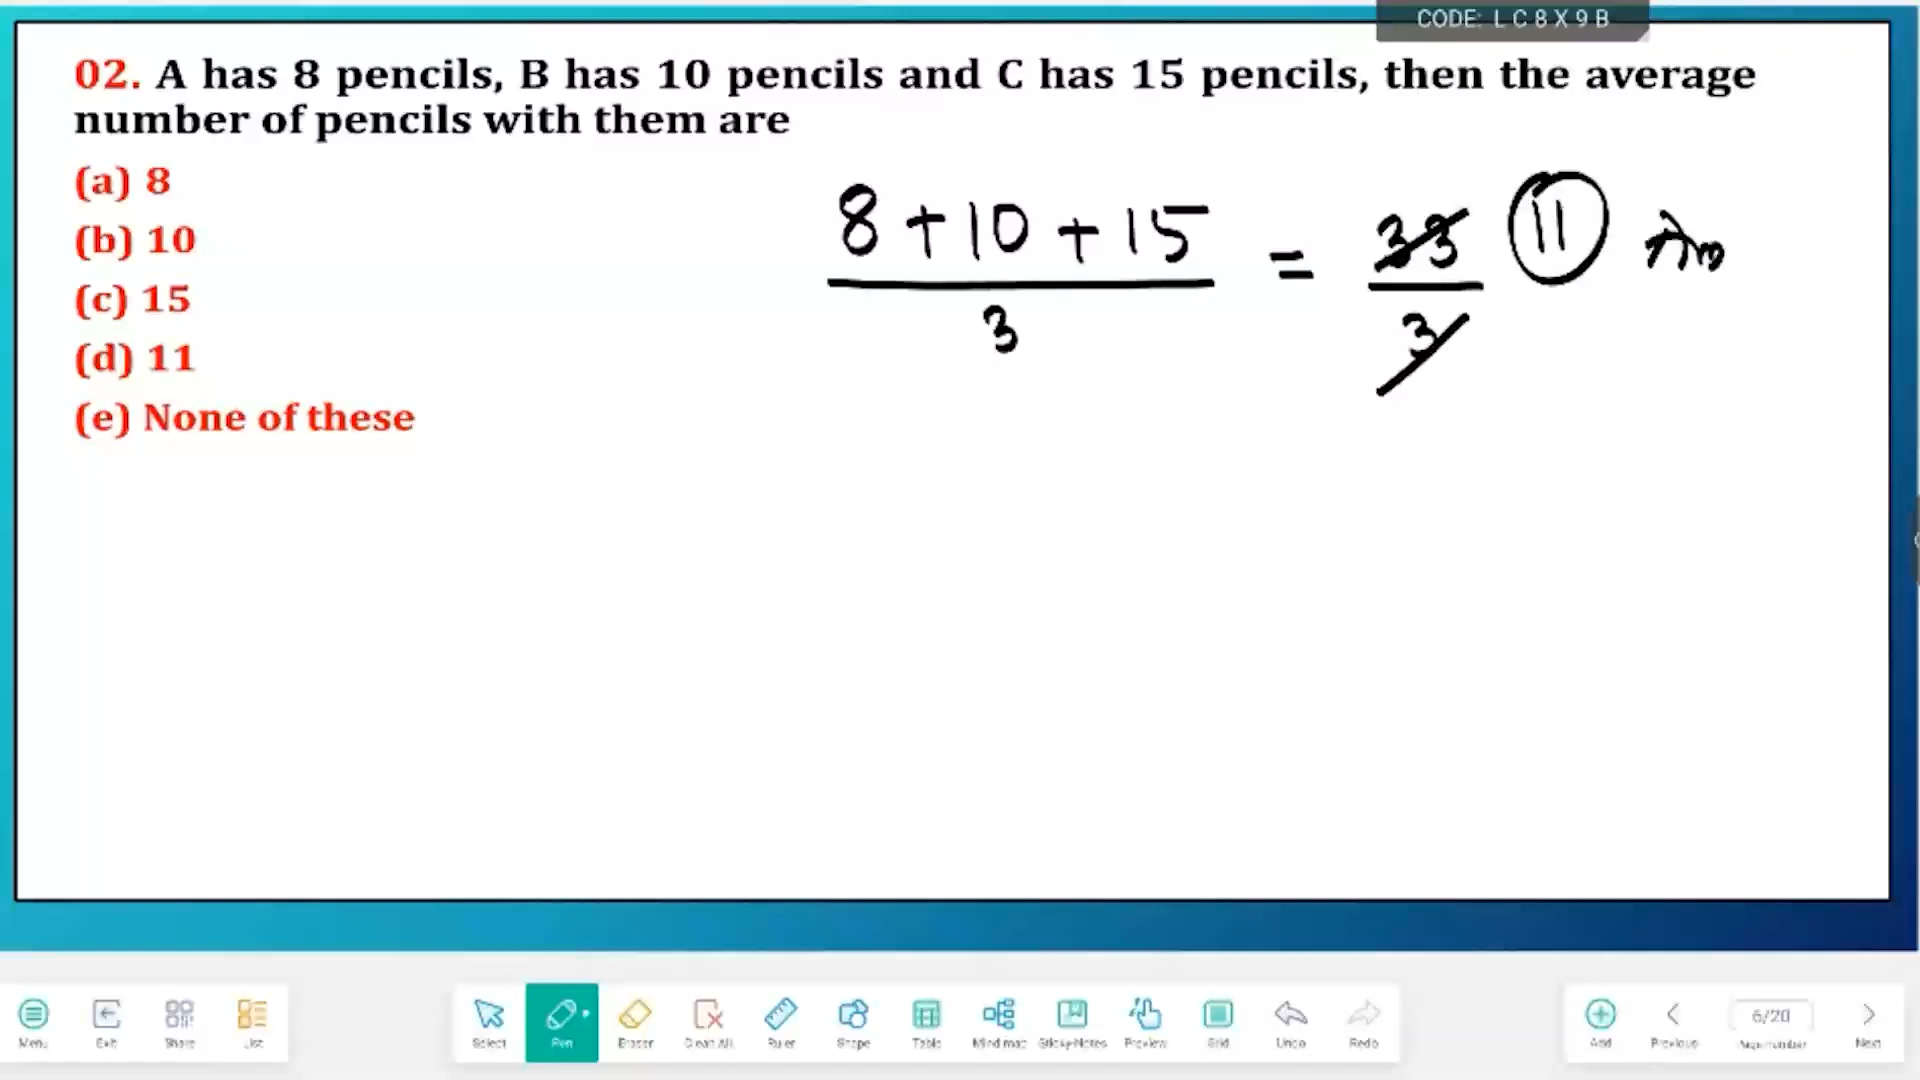 CODE: L C 8 X 9 B
02. A has 8 pencils, B has 10 pencils and C has 15 pencils, then the average
number of pencils with them are
(a) 8
(b) 10
(c) 15
(d) 11
(e) None of these
8 + 10 + 15
3
=
33
3
11
Menu Exit Share List Select Pen Eraser Clean All Ruler Shape Table Mind map Sticky Notes Preview Grid Undo Redo Add Previous 6/20 Next